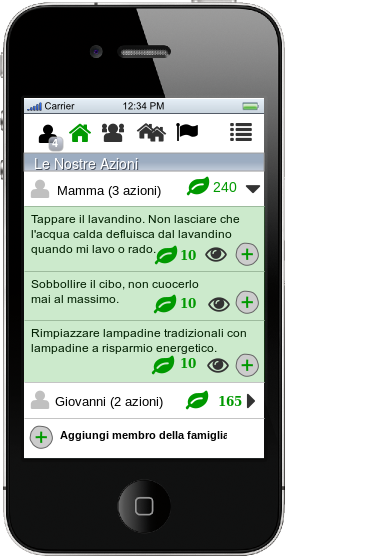 Carrier 12:34 PM
4
Le Nostre Azioni
Mamma (3 azioni) 240
Tappare il lavandino. Non lasciare che
l'acqua calda defluisca dal lavandino
quando mi lavo o rado. 10
Sobbollire il cibo, non cuocerlo
mai al massimo. 10
Rimpiazzare lampadine tradizionali con
lampadine a risparmio energetico.
10
Giovanni (2 azioni) 165
Aggiungi membro della famiglia